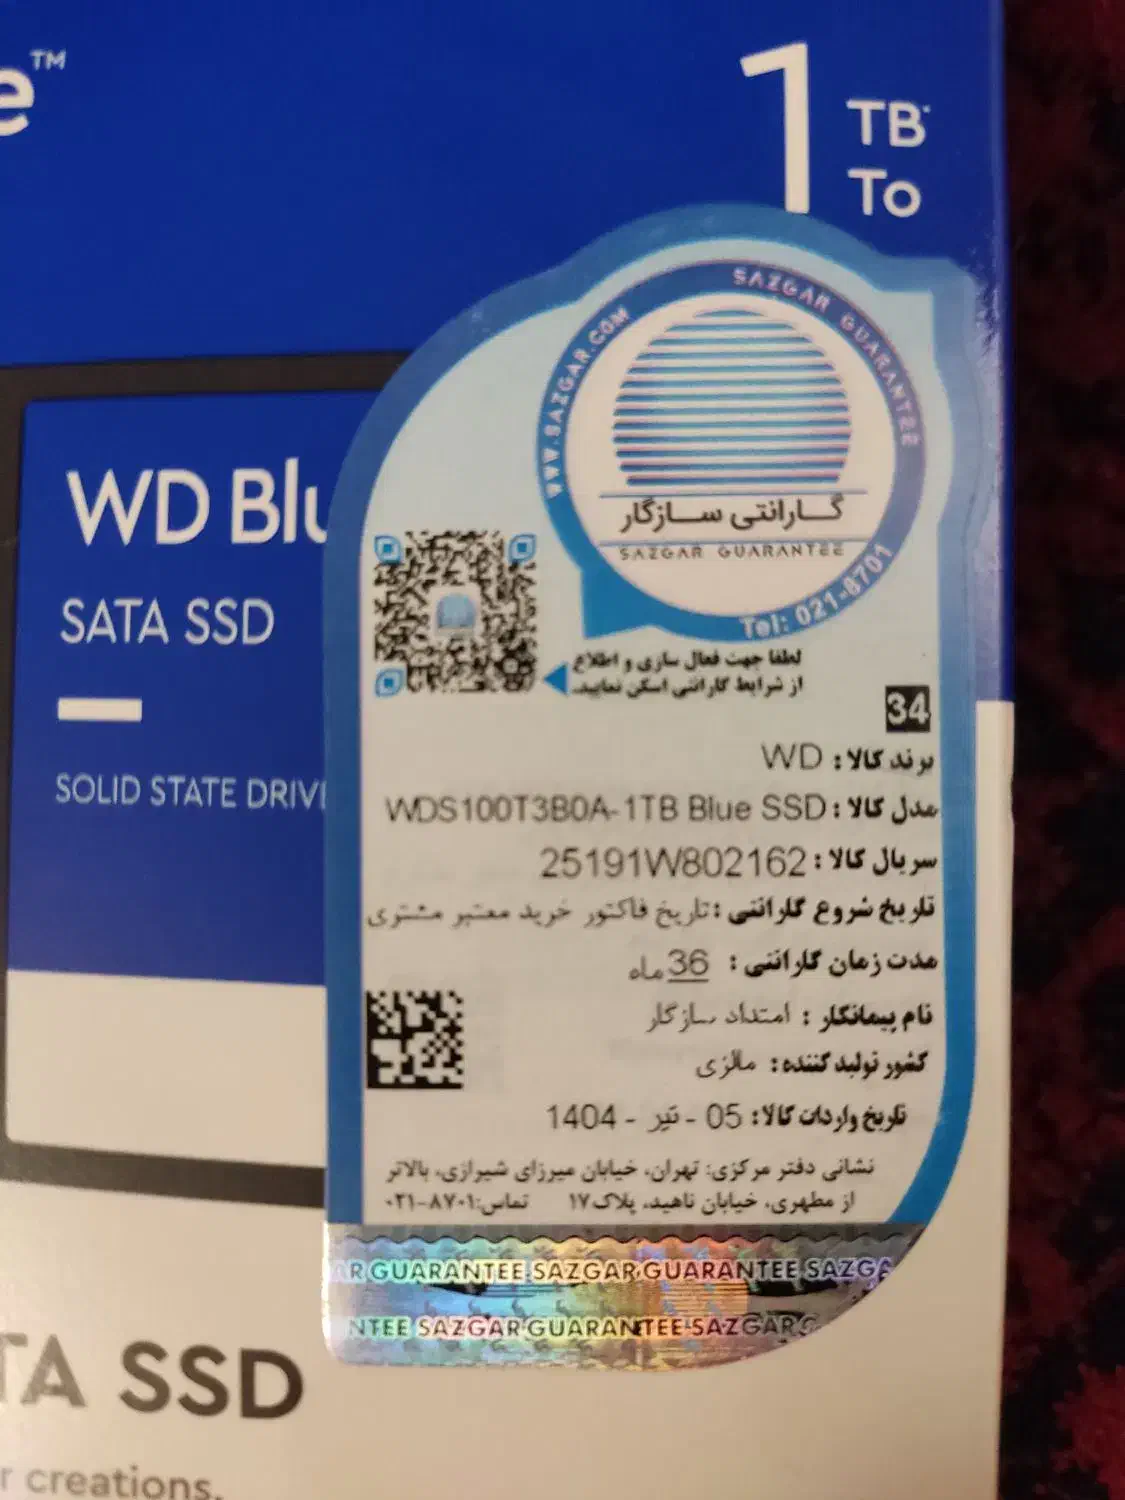 e™
1 TB
To
WWW.SAZGAR.COM
SAZGAR GUARANTEE
گارانتی سازگار
SAZGAR GUARANTEE
Tel: 021-8701
WD Blu
SATA SSD
SOLID STATE DRIVE
لطفا جهت فعال سازی و اطلاع
از شرایط گارانتی اسکن نمایید.
34
برند کالا : WD
مدل کالا : WDS100T3B0A-1TB Blue SSD
سریال کالا : 25191W802162
تاریخ شروع گارانتی : تاریخ فاکتور خرید معتبر مشتری
مدت زمان گارانتی : 36 ماه
نام پیمانکار : امتداد سازگار
کشور تولید کننده : مالزی
تاریخ واردات کالا : 05 - تیر - 1404
نشانی دفتر مرکزی: تهران، خیابان میرزای شیرازی، بالاتر
از مطهری، خیابان ناهید، پلاک ۱۷ تماس: ۰۲۱-۸۷۰۱
AR GUARANTEE SAZGAR GUARANTEE SAZGA
NTEE SAZGAR GUARANTEE SAZGAR G
TA SSD
r creations.